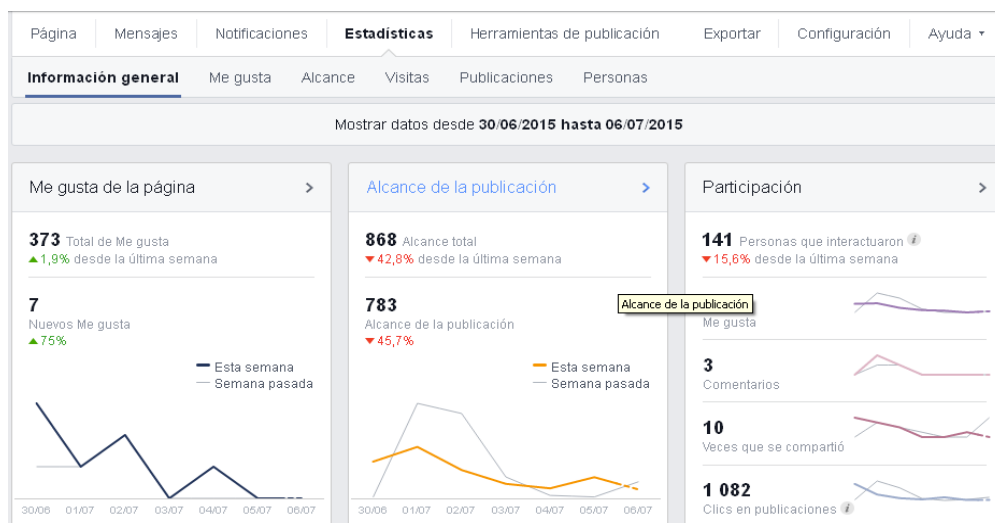 Página Mensajes Notificaciones Estadísticas Herramientas de publicación Exportar Configuración Ayuda
Información general Me gusta Alcance Visitas Publicaciones Personas
Mostrar datos desde 30/06/2015 hasta 06/07/2015
Me gusta de la página
373 Total de Me gusta
1,9% desde la última semana
7
Nuevos Me gusta
75%
Esta semana
Semana pasada
30/06 01/07 02/07 03/07 04/07 05/07 06/07
Alcance de la publicación
868 Alcance total
42,8% desde la última semana
783
Alcance de la publicación
45,7%
Esta semana
Semana pasada
30/06 01/07 02/07 03/07 04/07 05/07 06/07
Alcance de la publicación
Participación
141 Personas que interactuaron i
15,6% desde la última semana
Me gusta
3
Comentarios
10
Veces que se compartió
1 082
Clics en publicaciones i